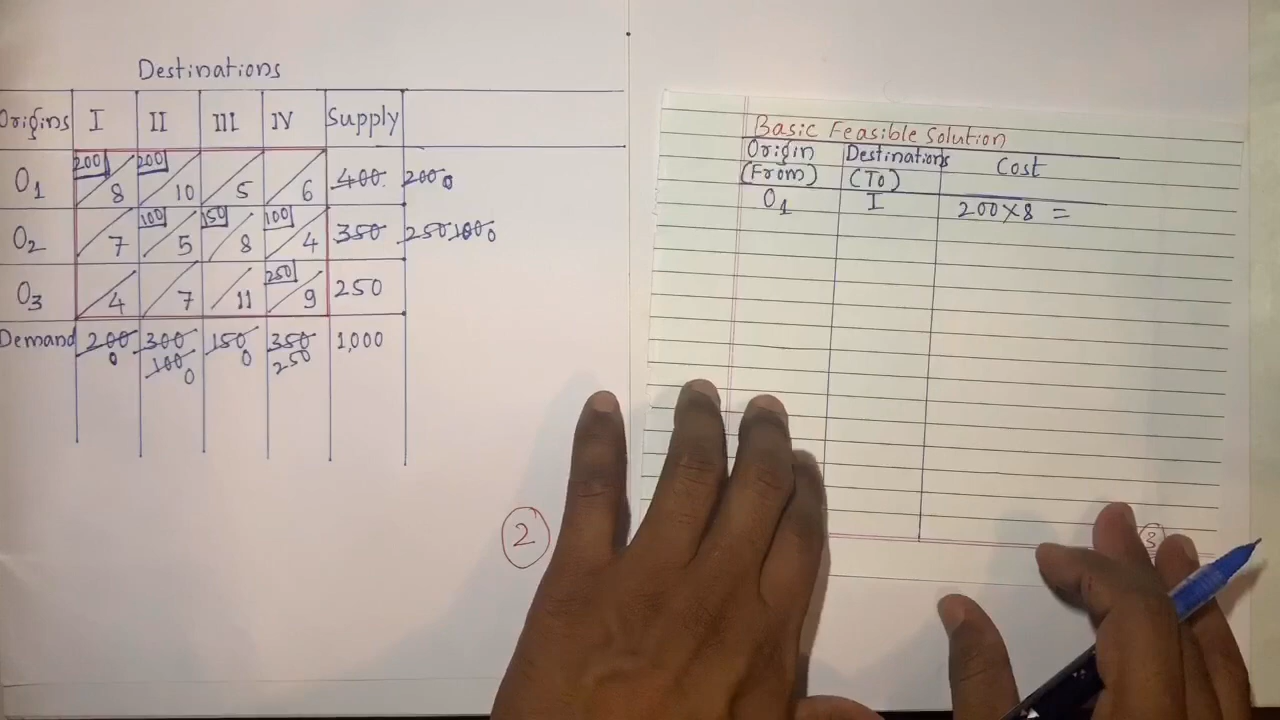 Destinations
Origins I II III IV Supply
O1 200 8 200 10 5 6 400 200 0
O2 7 100 5 150 8 100 4 350 250 100 0
O3 4 7 11 250 9 250
Demand 200 300 150 350 1,000
0 100 0 250
0
2
Basic Feasible Solution
Origin Destinations Cost
(From) (To)
O1 I 200×8 =
3